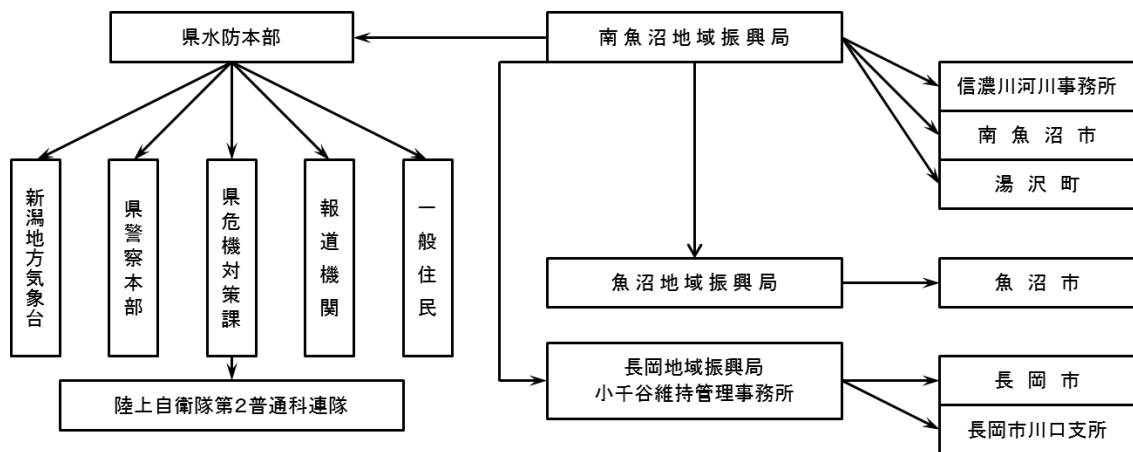 県水防本部
南魚沼地域振興局
信濃川河川事務所
南魚沼市
湯沢町
新潟地方気象台
県警察本部
県危機対策課
報道機関
一般住民
魚沼地域振興局
魚沼市
長岡地域振興局
小千谷維持管理事務所
長岡市
長岡市川口支所
陸上自衛隊第2普通科連隊